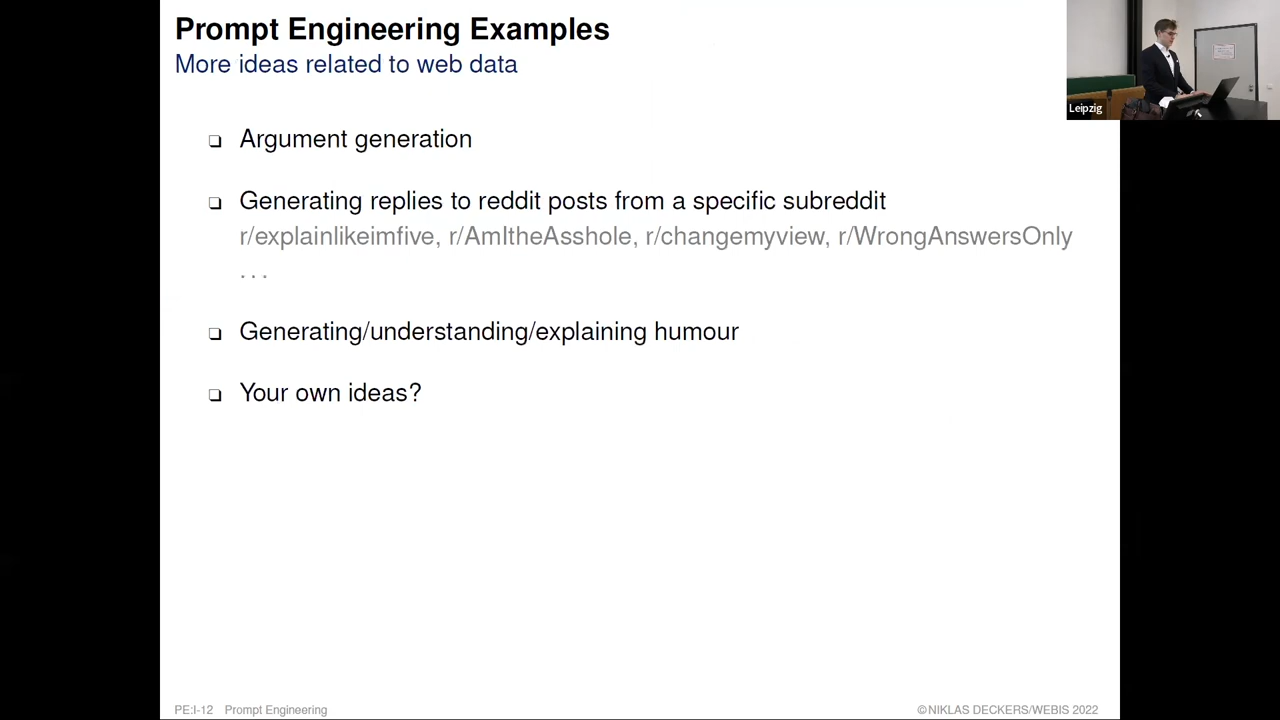 Prompt Engineering Examples
More ideas related to web data
Leipzig
❏ Argument generation
❏ Generating replies to reddit posts from a specific subreddit
r/explainlikeimfive, r/AmItheAsshole, r/changemyview, r/WrongAnswersOnly
...
❏ Generating/understanding/explaining humour
❏ Your own ideas?
PE:I-12 Prompt Engineering ©NIKLAS DECKERS/WEBIS 2022